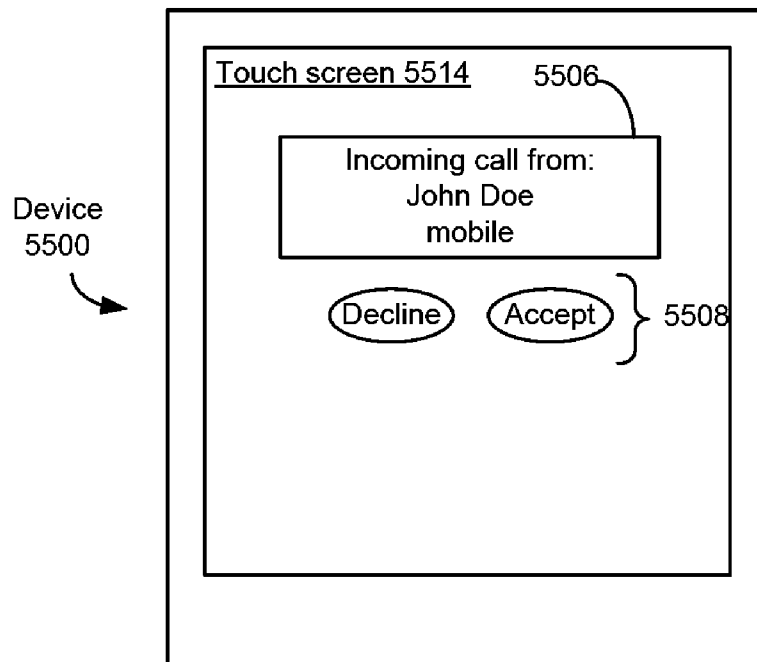 Touch screen 5514
5506
Incoming call from:
John Doe
mobile
Device
5500
Decline
Accept
5508